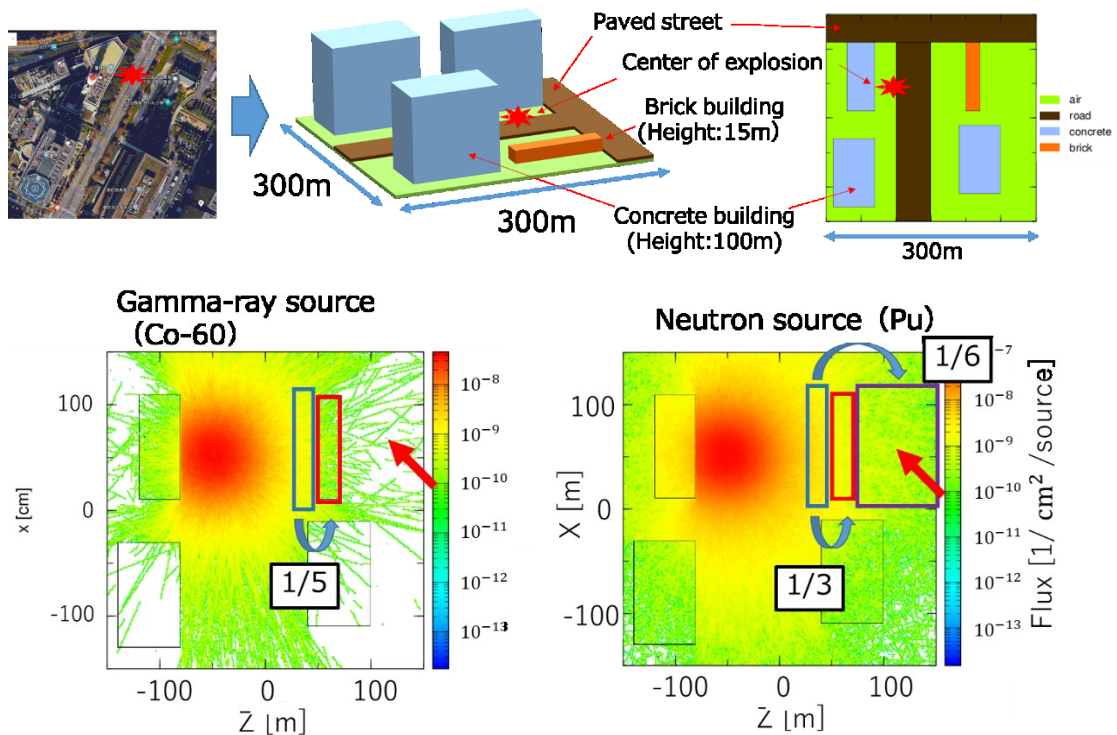 Paved street
Center of explosion
Brick building
(Height:15m)
300m
300m
Concrete building
(Height:100m)
air
road
concrete
brick
300m
Gamma-ray source
(Co-60)
Neutron source (Pu)
1/6
1/5
1/3
100
0
-100
x [cm]
-100
0
100
Z [m]
10⁻⁸
10⁻⁹
10⁻¹⁰
10⁻¹¹
10⁻¹²
10⁻¹³
100
0
-100
X [m]
-100
0
100
Z [m]
⁻⁷
10⁻⁸
10⁻⁹
10⁻¹⁰
10⁻¹¹
10⁻¹²
10⁻¹³
Flux [1/ cm² /source]